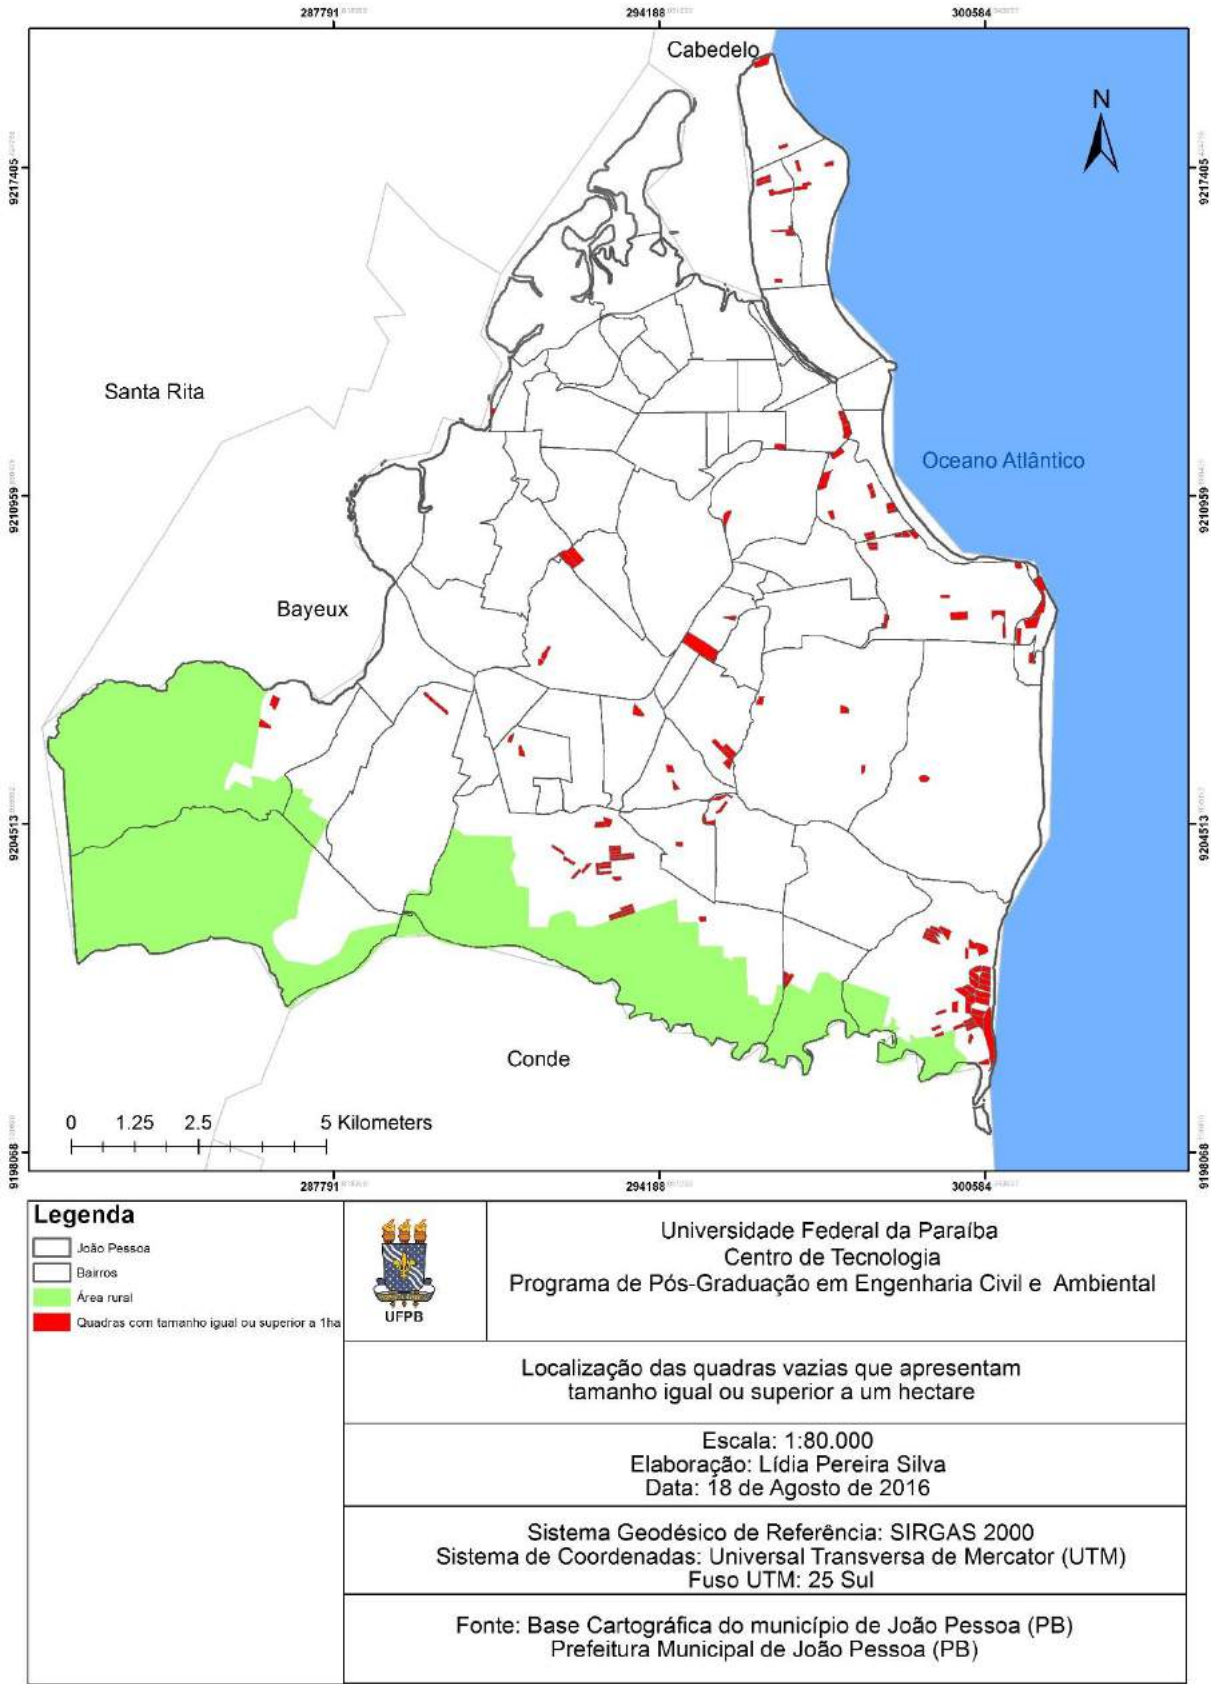 287791
294188
300584
Cabedelo
N
9217405
9217405
Santa Rita
Oceano Atlântico
9210959
9210959
Bayeux
9204513
9204513
Conde
0 1.25 2.5 5 Kilometers
9198068
9198068
287791
294188
300584
Legenda
João Pessoa
Bairros
Área rural
Quadras com tamanho igual ou superior a 1ha
UFPB
Universidade Federal da Paraíba
Centro de Tecnologia
Programa de Pós-Graduação em Engenharia Civil e Ambiental
Localização das quadras vazias que apresentam
tamanho igual ou superior a um hectare
Escala: 1:80.000
Elaboração: Lídia Pereira Silva
Data: 18 de Agosto de 2016
Sistema Geodésico de Referência: SIRGAS 2000
Sistema de Coordenadas: Universal Transversa de Mercator (UTM)
Fuso UTM: 25 Sul
Fonte: Base Cartográfica do município de João Pessoa (PB)
Prefeitura Municipal de João Pessoa (PB)